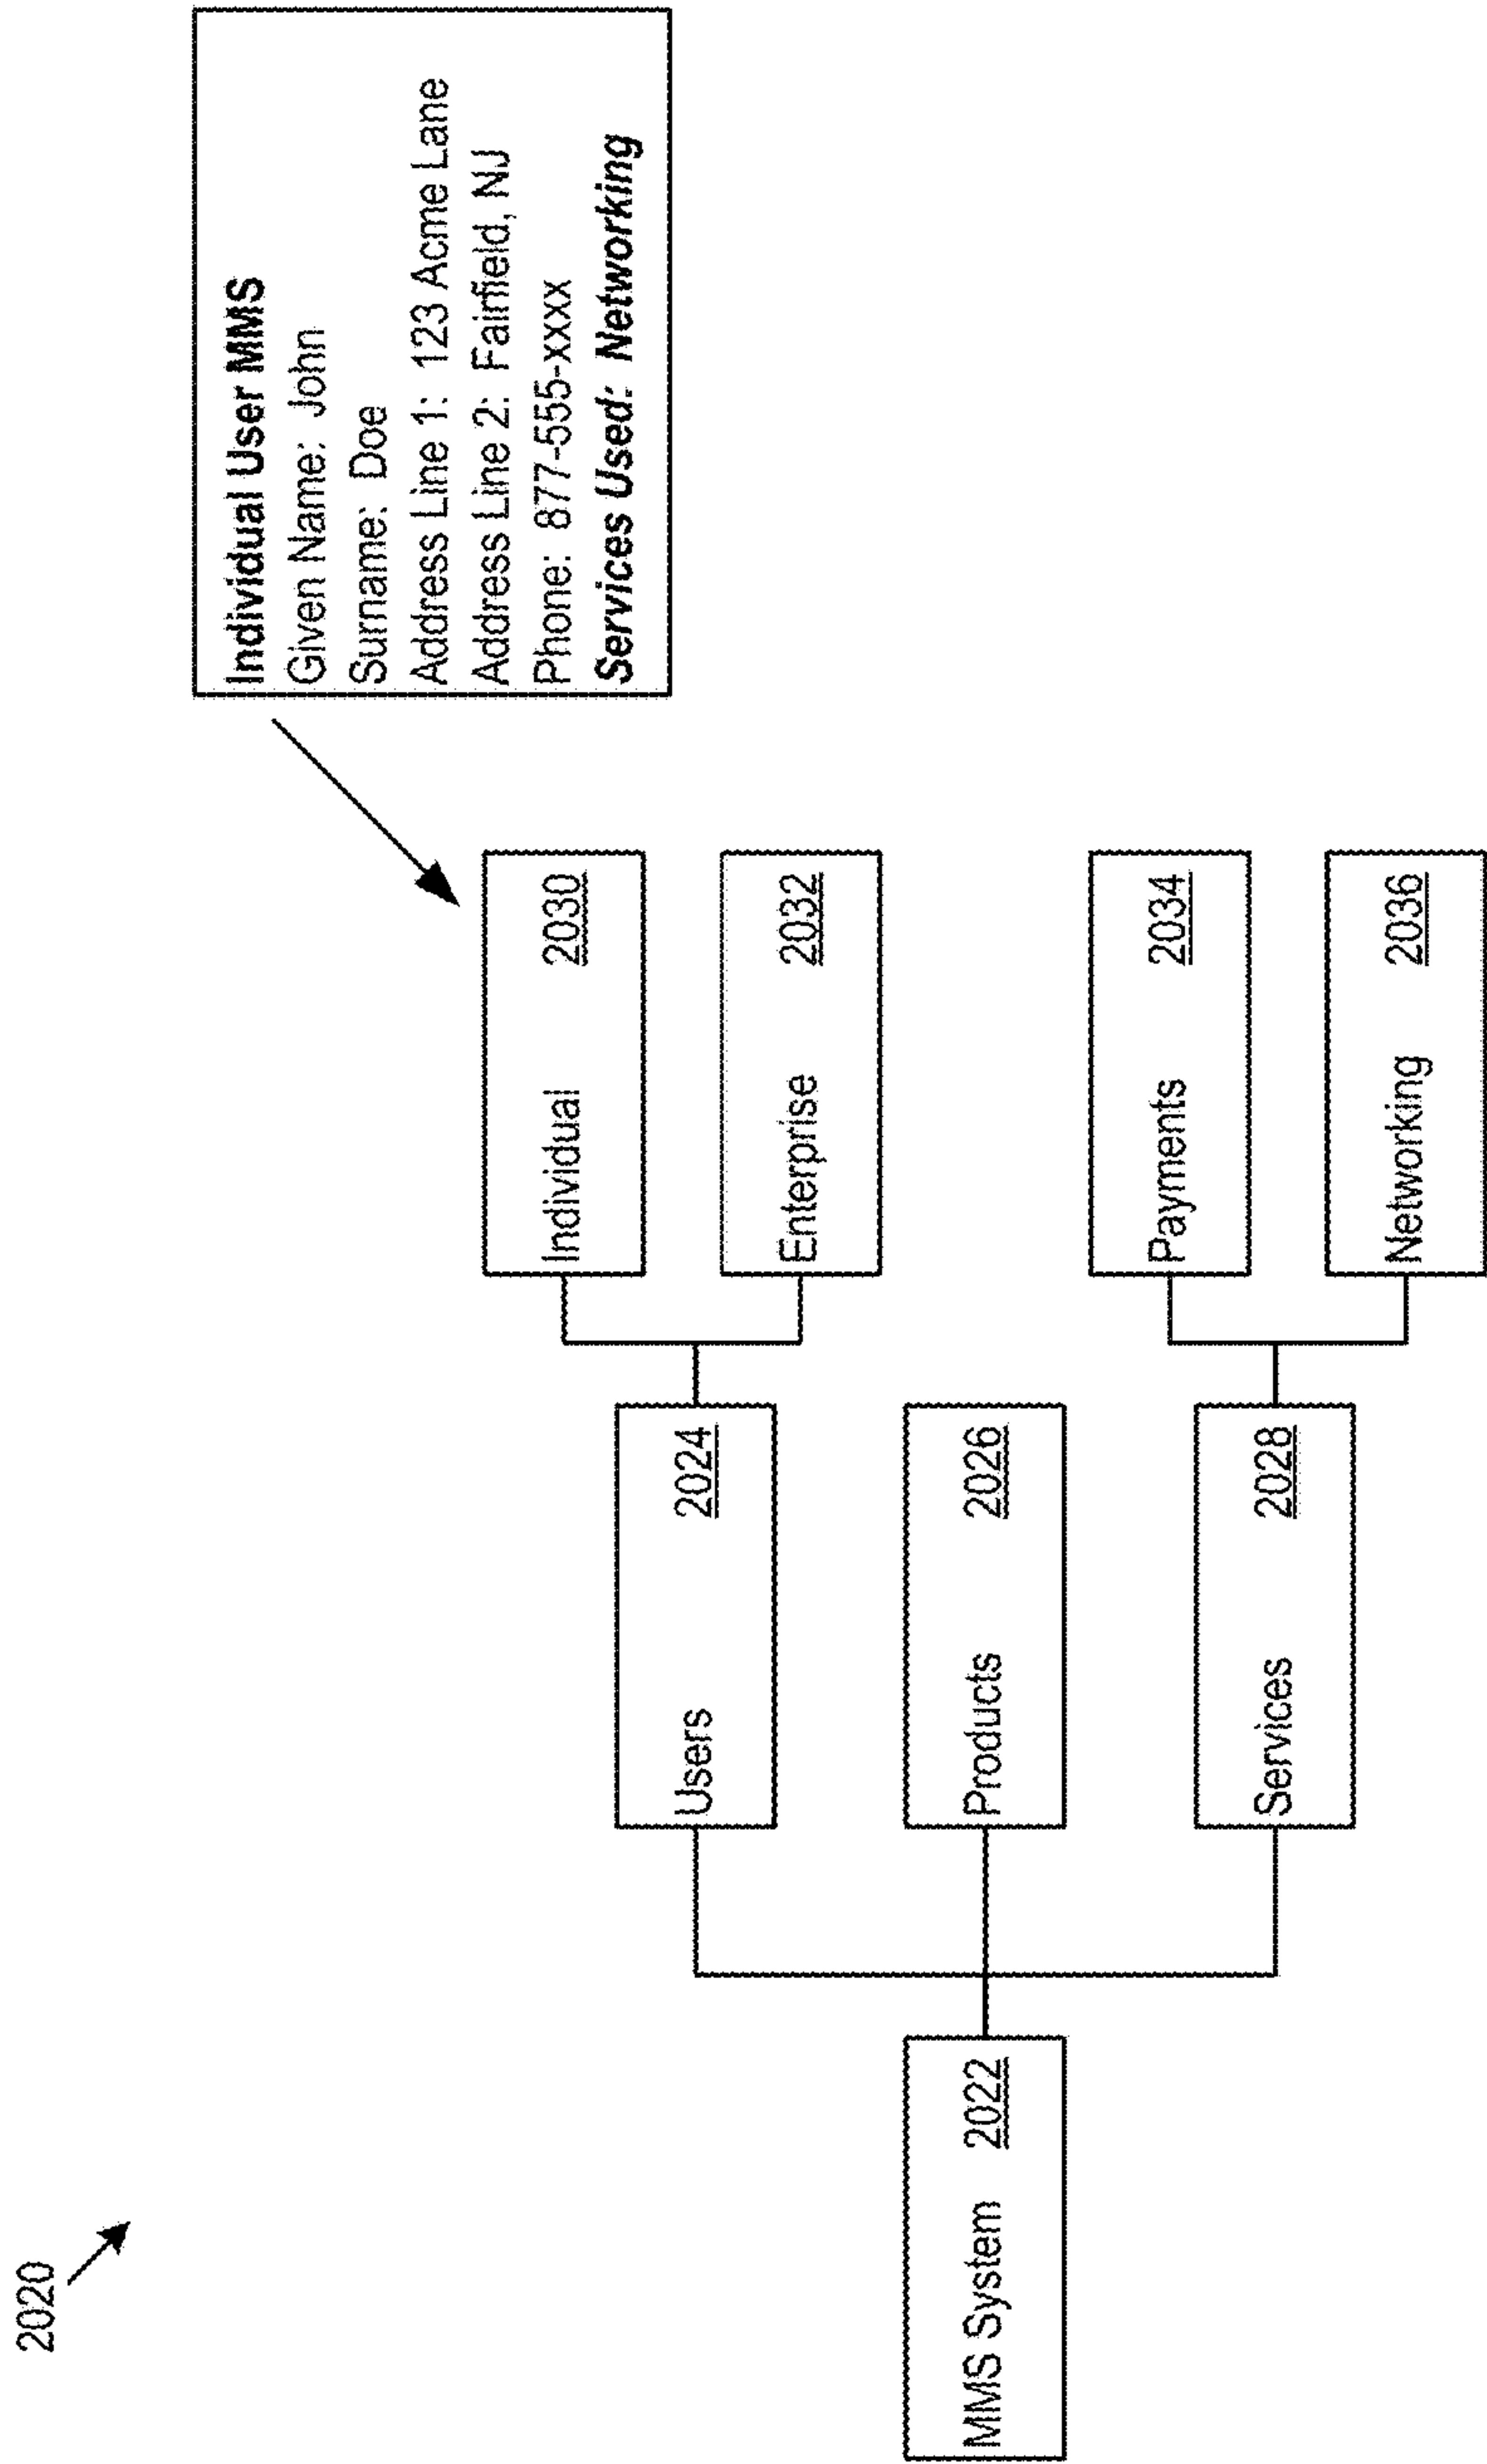 2020
Individual User MMS
Given Name: John
Surname: Doe
Address Line 1: 123 Acme Lane
Address Line 2: Fairfield, NJ
Phone: 877-555-xxxx
Services Used: Networking
Individual 2030
Users 2024
Enterprise 2032
MMS System 2022
Products 2026
Payments 2034
Services 2028
Networking 2036